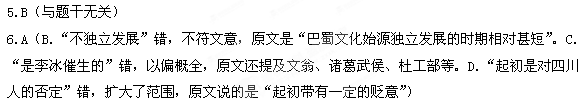 5.B（与题干无关）
6.A（B.“不独立发展”错，不符文意，原文是“巴蜀文化始源独立发展的时期相对甚短”。C.
“是李冰催生的”错，以偏概全，原文还提及文翁、诸葛武侯、杜工部等。D.“起初是对四川
人的否定”错，扩大了范围，原文说的是“起初带有一定的贬意”）